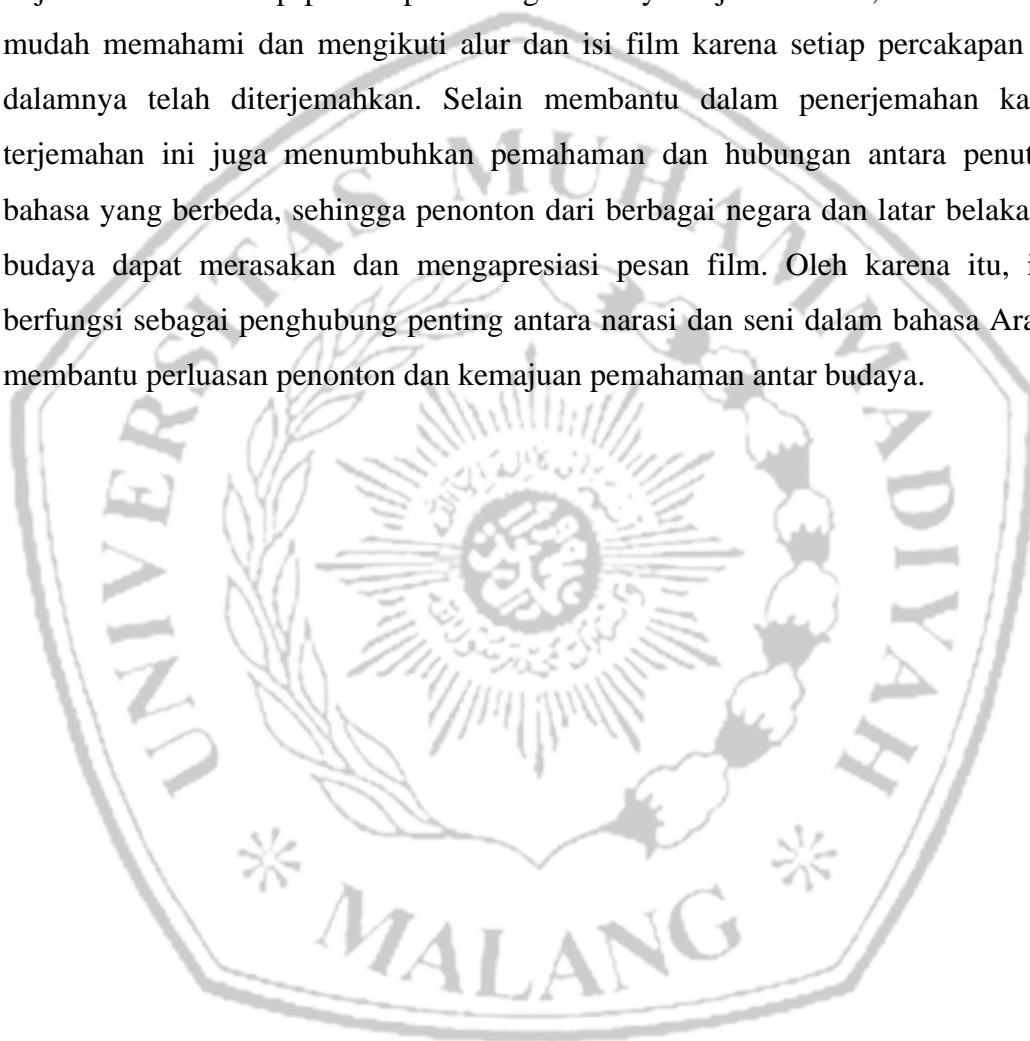 mudah memahami dan mengikuti alur dan isi film karena setiap percakapan
dalamnya telah diterjemahkan. Selain membantu dalam penerjemahan
terjemahan ini juga menumbuhkan pemahaman dan hubungan antara
bahasa yang berbeda, sehingga penonton dari berbagai negara dan latar
budaya dapat merasakan dan mengapresiasi pesan film. Oleh karena itu,
berfungsi sebagai penghubung penting antara narasi dan seni dalam bahasa
membantu perluasan penonton dan kemajuan pemahaman antar budaya.
UNIVERSITAS MUHAMMADIYAH
MALANG